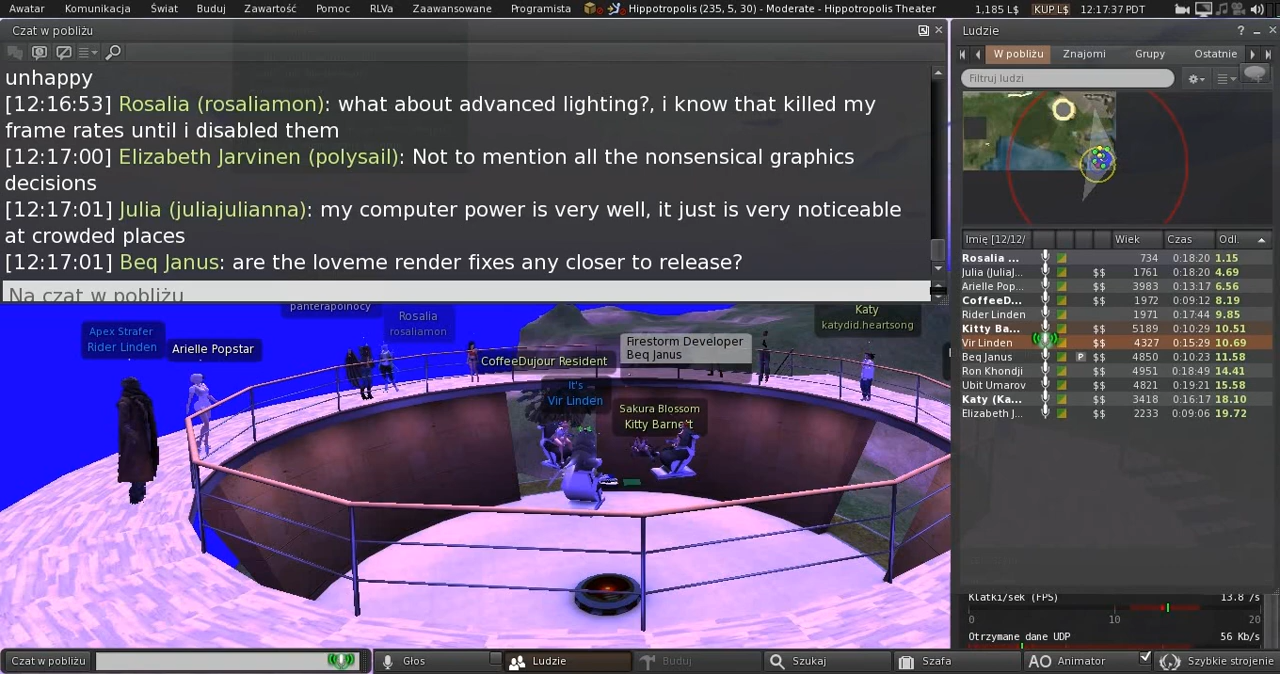 Awatar Komunikacja Świat Buduj Zawartość Pomoc RLVa Zaawansowane Programista Hippotropolis (235, 5, 30) - Moderate - Hippotropolis Theater 1,185 L$ KUP L$ 12:17:37 PDT
Czat w pobliżu
unhappy
[12:16:53] Rosalia (rosaliamon): what about advanced lighting?, i know that killed my
frame rates until i disabled them
[12:17:00] Elizabeth Jarvinen (polysail): Not to mention all the nonsensical graphics
decisions
[12:17:01] Julia (juliajulianna): my computer power is very well, it just is very noticeable
at crowded places
[12:17:01] Beq Janus: are the loveme render fixes any closer to release?
Na czat w pobliżu
Ludzie
W pobliżu Znajomi Grupy Ostatnie
Filtruj ludzi
Imię [12/12/ Wiek Czas Odl.
Rosalia ... 734 0:18:20 1.15
Julia (JuliaJ... $$ 1761 0:18:20 4.69
Arielle Pop... $$ 3983 0:13:17 6.56
CoffeeD... $$ 1972 0:09:12 8.19
Rider Linden 1971 0:17:44 9.85
Kitty Ba... $$ 5189 0:10:29 10.51
Vir Linden $$ 4327 0:15:29 10.69
Beq Janus P $$ 4850 0:10:23 11.58
Ron Khondji $$ 4951 0:18:49 14.41
Ubit Umarov $$ 4821 0:19:21 15.58
Katy (Ka... $$ 3418 0:16:17 18.10
Elizabeth J... $$ 2233 0:09:06 19.72
panterapolnocy
Rosalia
rosaliamon
Katy
katydid.heartsong
Apex Strafer
Rider Linden
Arielle Popstar
CoffeeDujour Resident
Firestorm Developer
Beq Janus
It's
Vir Linden
Sakura Blossom
Kitty Barnett
Klatki/sek (FPS) 13.8 /s
0 10 20
Otrzymane dane UDP 56 Kb/s
Czat w pobliżu Głos Ludzie Buduj Szukaj Szafa AO Animator Szybkie strojenie